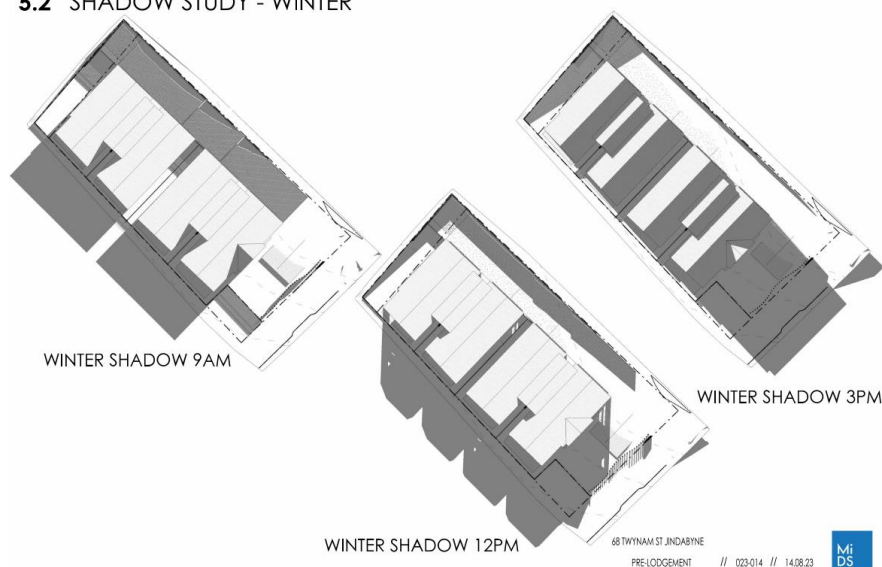 5.2 SHADOW STUDY - WINTER
WINTER SHADOW 9AM
WINTER SHADOW 3PM
WINTER SHADOW 12PM
68 TWYNAM ST JINDABYNE
PRE-LODGEMENT // 023-014 // 14.08.23
Mi
DS